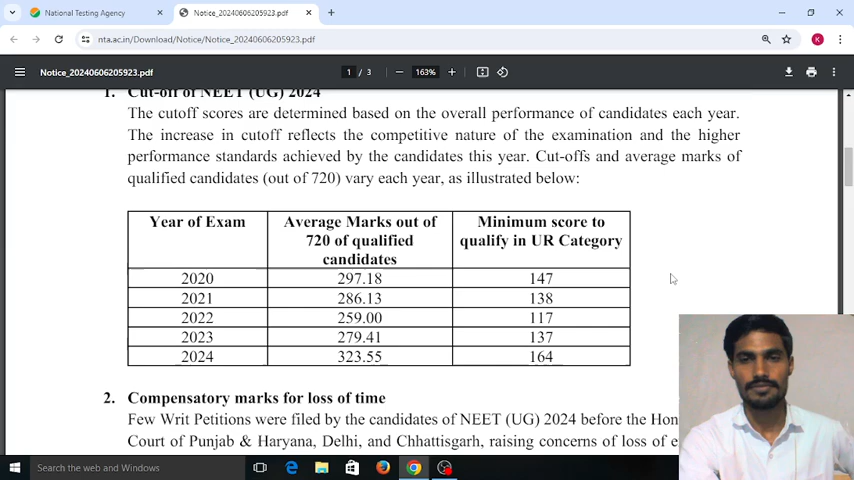 National Testing Agency
Notice_20240606205923.pdf
nta.ac.in/Download/Notice/Notice_20240606205923.pdf
K
Notice_20240606205923.pdf
1 / 3
163%
1. Cut-off of NEET (UG) 2024
The cutoff scores are determined based on the overall performance of candidates each year.
The increase in cutoff reflects the competitive nature of the examination and the higher
performance standards achieved by the candidates this year. Cut-offs and average marks of
qualified candidates (out of 720) vary each year, as illustrated below:
Year of Exam Average Marks out of 720 of qualified candidates Minimum score to qualify in UR Category
2020 297.18 147
2021 286.13 138
2022 259.00 117
2023 279.41 137
2024 323.55 164
2. Compensatory marks for loss of time
Few Writ Petitions were filed by the candidates of NEET (UG) 2024 before the Hon
Court of Punjab & Haryana, Delhi, and Chhattisgarh, raising concerns of loss of e
Search the web and Windows